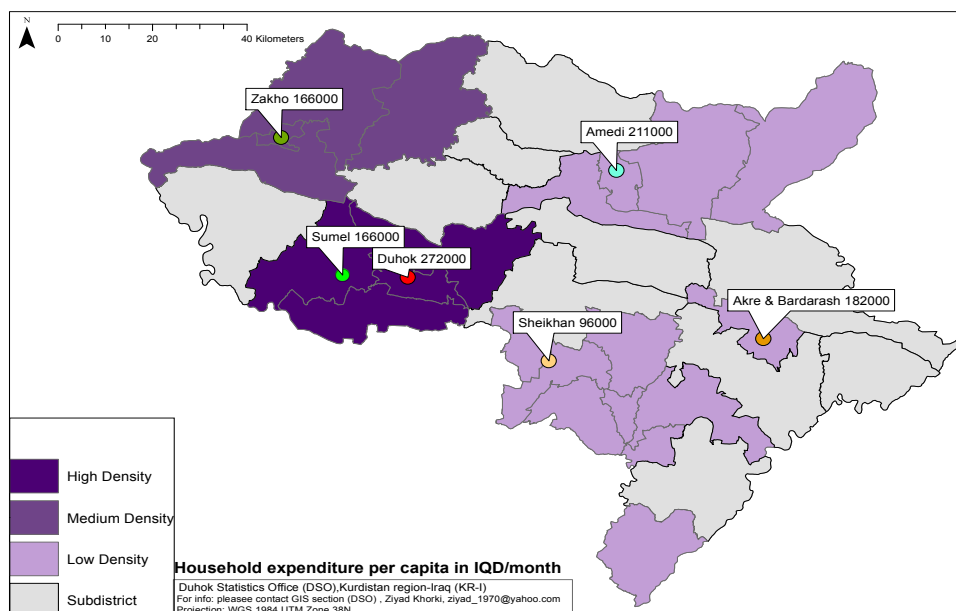 N
0 10 20 40 Kilometers
Zakho 166000
Amedi 211000
Sumel 166000
Duhok 272000
Akre & Bardarash 182000
Sheikhan 96000
High Density
Medium Density
Low Density
Subdistrict
Household expenditure per capita in IQD/month
Duhok Statistics Office (DSO),Kurdistan region-Iraq (KR-I)
For info: pleasee contact GIS section (DSO) , Ziyad Khorki, ziyad_1970@yahoo.com
Projection: WGS 1984 UTM Zone 38N